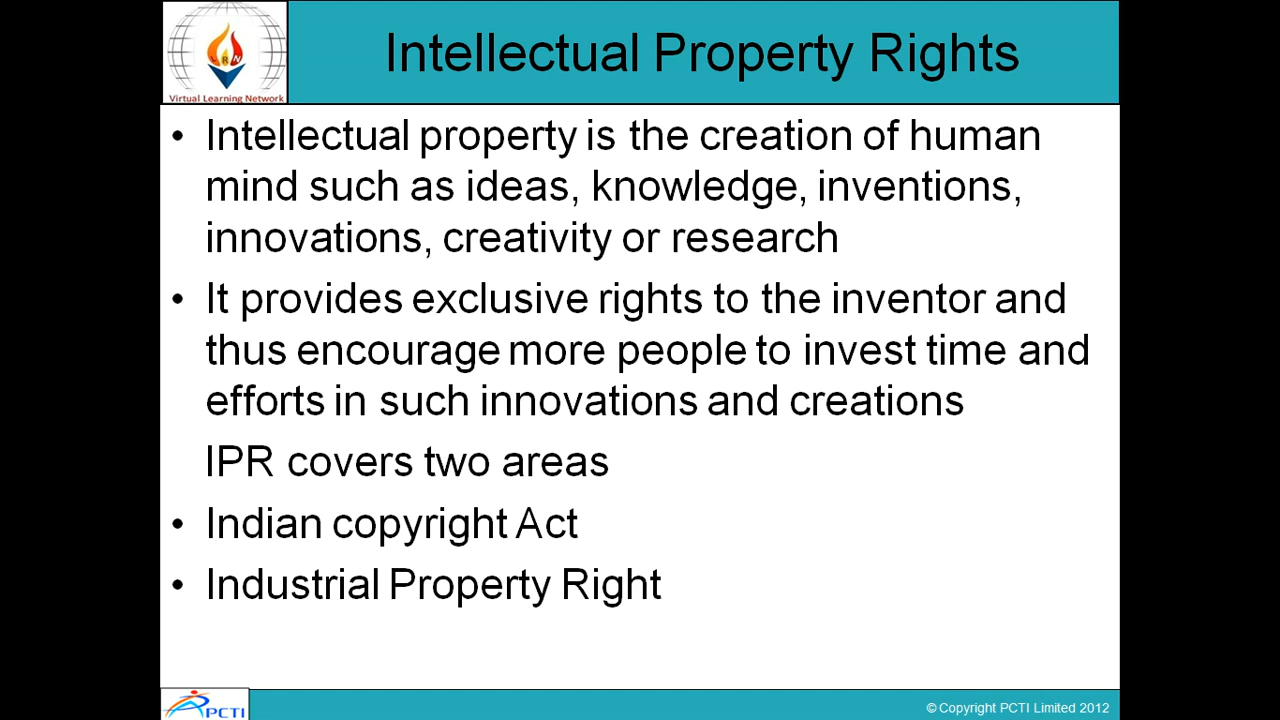 Intellectual Property Rights
Virtual Learning Network
• Intellectual property is the creation of human
mind such as ideas, knowledge, inventions,
innovations, creativity or research
• It provides exclusive rights to the inventor and
thus encourage more people to invest time and
efforts in such innovations and creations
IPR covers two areas
• Indian copyright Act
• Industrial Property Right
PCTI
© Copyright PCTI Limited 2012